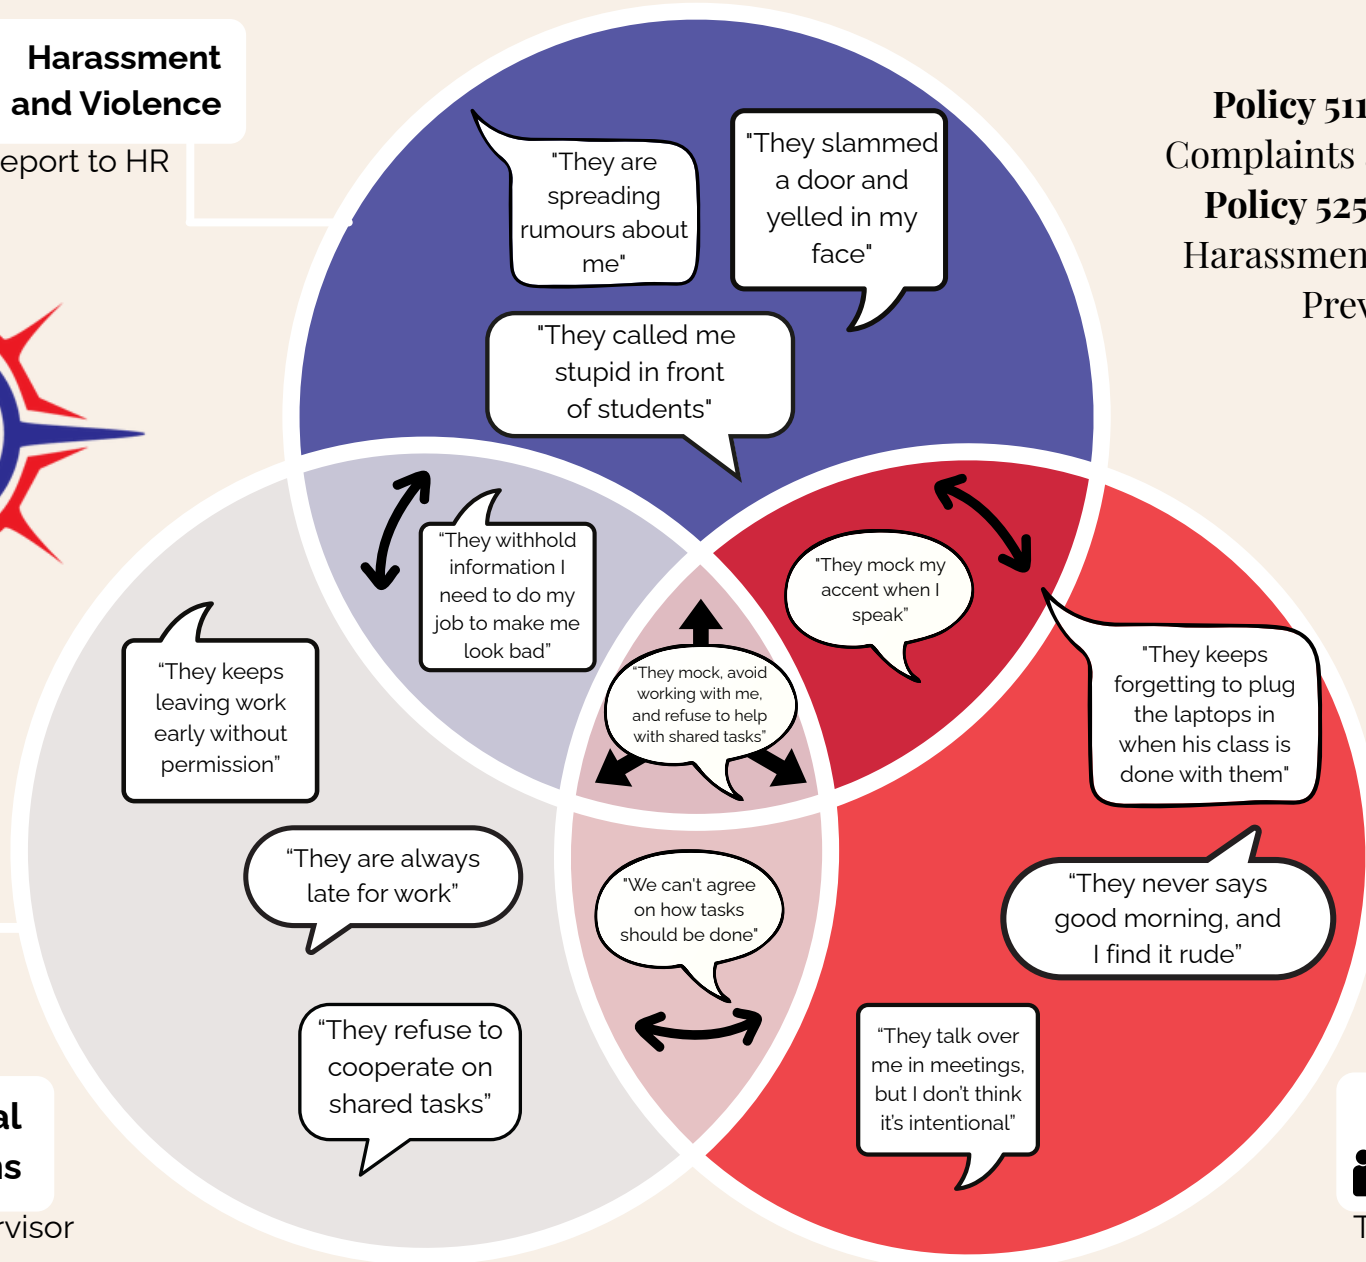 Harassment
and Violence
eport to HR
Policy 511
Complaints
Policy 525
Harassmen
Prev
"They are
spreading
rumours about
me"
"They slammed
a door and
yelled in my
face"
"They called me
stupid in front
of students"
“They withhold
information I
need to do my
job to make me
look bad”
"They mock my
accent when I
speak”
“They mock, avoid
working with me,
and refuse to help
with shared tasks”
“They keeps
leaving work
early without
permission”
"They keeps
forgetting to plug
the laptops in
when his class is
done with them"
“They are always
late for work”
"We can't agree
on how tasks
should be done"
“They never says
good morning, and
I find it rude”
“They refuse to
cooperate on
shared tasks”
“They talk over
me in meetings,
but I don’t think
it’s intentional”
al
ns
rvisor
T